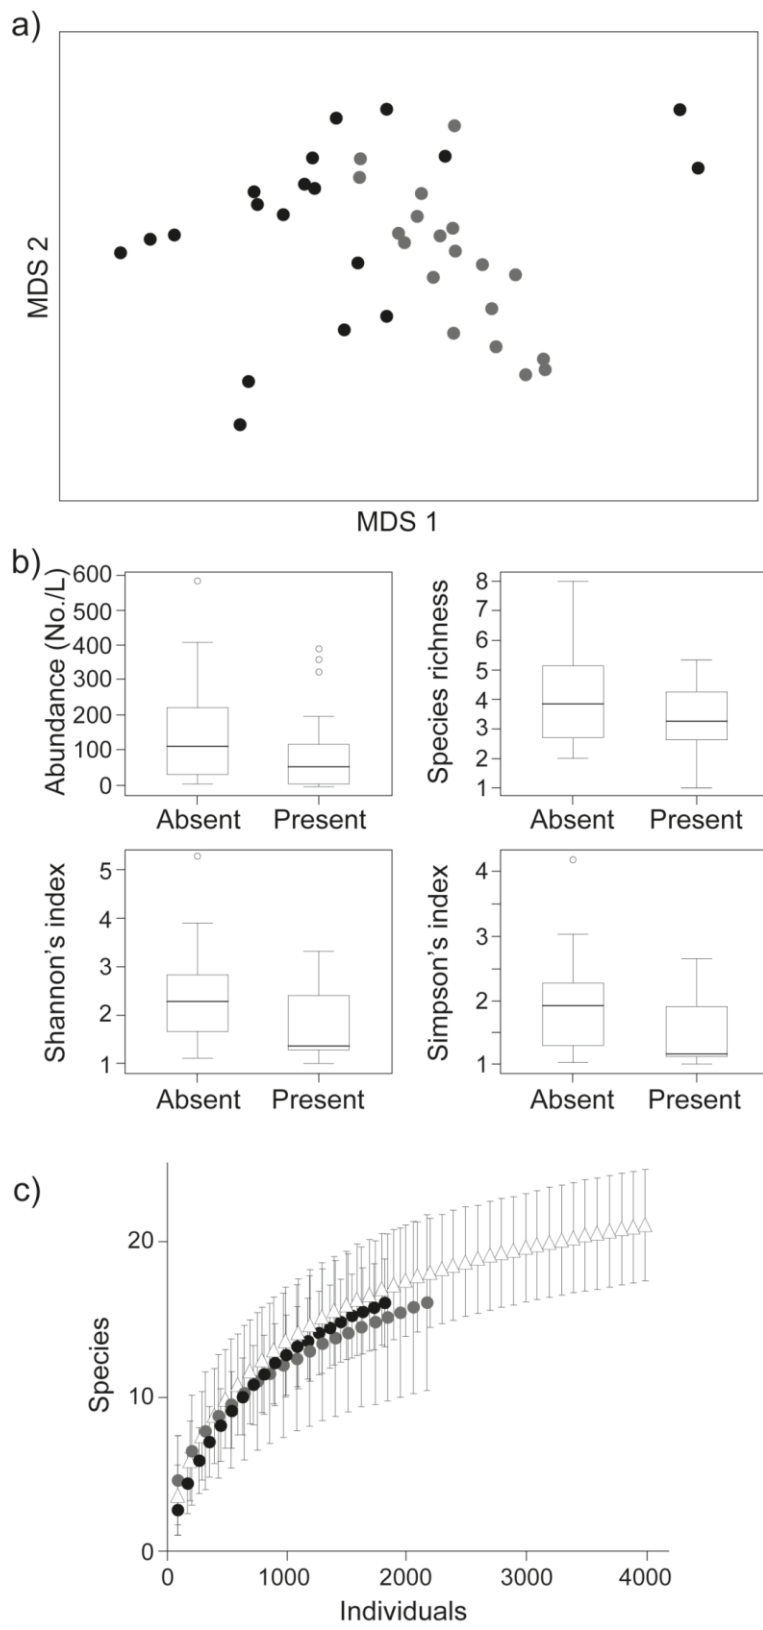 a)
MDS 2
MDS 1
b)
Abundance (No./L)
600
500
400
300
200
100
0
Absent Present
Species richness
8
7
6
5
4
3
2
1
Absent Present
Shannon's index
5
4
3
2
1
Absent Present
Simpson's index
4
3
2
1
Absent Present
c)
Species
20
10
0
0 1000 2000 3000 4000
Individuals